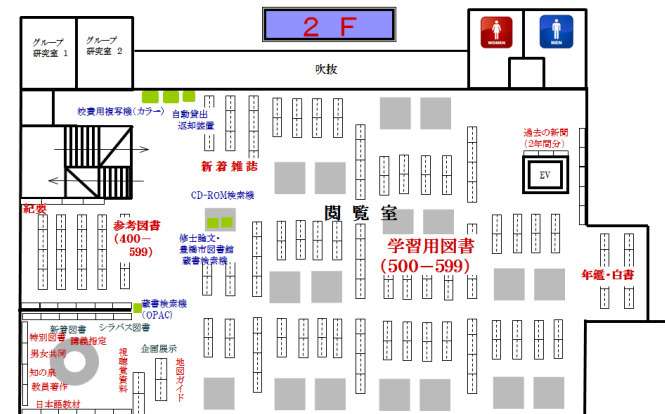 ２Ｆ
グループ
研究室 1
グループ
研究室 2
WOMEN
MEN
吹抜
校費用複写機(カラー)
自動貸出
返却装置
新着雑誌
過去の新聞
(2年間分)
EV
CD-ROM検索機
紀要
参考図書
(400－
599)
閲覧室
修士論文・
豊橋市図書館
蔵書検索機
学習用図書
(500－599)
年鑑・白書
蔵書検索機
(OPAC)
新着図書
シラバス図書
特別図書
講義指定
男女共同
企画展示
知の泉
教員著作
日本語教材
視聴覚資料
地図ガイド